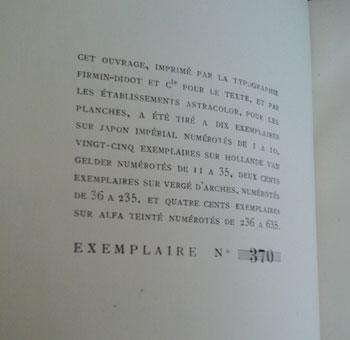 CET OUVRAGE, IMPRIMÉ PAR LA TYPOGRAPHIE
FIRMIN-DIDOT ET Cie POUR LE TEXTE, ET PAR
LES ÉTABLISSEMENTS ASTRACOLOR, POUR LES
PLANCHES, A ÉTÉ TIRÉ A DIX EXEMPLAIRES
SUR JAPON IMPÉRIAL NUMÉROTÉS DE 1 A 10,
VINGT-CINQ EXEMPLAIRES SUR HOLLANDE VAN
GELDER NUMÉROTÉS DE 11 A 35, DEUX CENTS
EXEMPLAIRES SUR VERGÉ D'ARCHES, NUMÉROTÉS
DE 36 A 235. ET QUATRE CENTS EXEMPLAIRES
SUR ALFA TEINTÉ NUMÉROTÉS DE 236 A 635.
EXEMPLAIRE N° 370